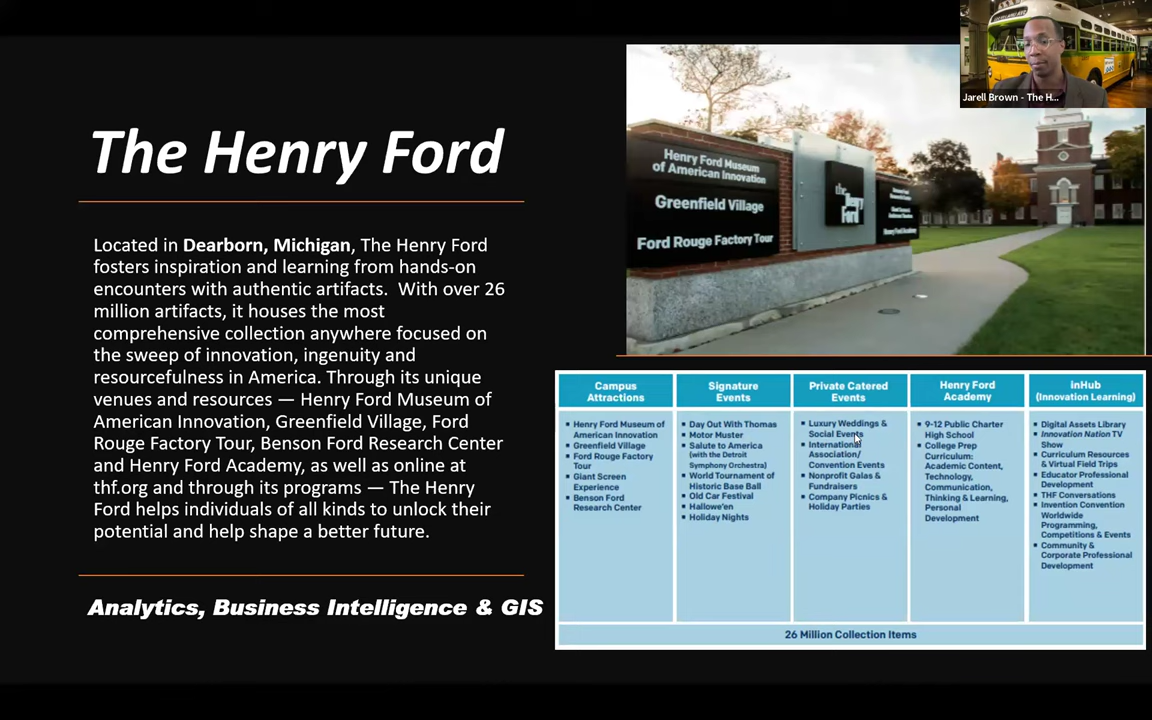 The Henry Ford
Located in Dearborn, Michigan, The Henry Ford
fosters inspiration and learning from hands-on
encounters with authentic artifacts.  With over 26
million artifacts, it houses the most
comprehensive collection anywhere focused on
the sweep of innovation, ingenuity and
resourcefulness in America. Through its unique
venues and resources — Henry Ford Museum of
American Innovation, Greenfield Village, Ford
Rouge Factory Tour, Benson Ford Research Center
and Henry Ford Academy, as well as online at
thf.org and through its programs — The Henry
Ford helps individuals of all kinds to unlock their
potential and help shape a better future.
Analytics, Business Intelligence & GIS
Jarell Brown - The H...
Henry Ford Museum
of American Innovation
Greenfield Village
Ford Rouge Factory Tour
the
Henry
Ford
Henry Ford Academy
Campus
Attractions
Henry Ford Museum of
American Innovation
Greenfield Village
Ford Rouge Factory
Tour
Giant Screen
Experience
Benson Ford
Research Center
Signature
Events
Day Out With Thomas
Motor Muster
Salute to America
(with the Detroit
Symphony Orchestra)
World Tournament of
Historic Base Ball
Old Car Festival
Hallowe'en
Holiday Nights
Private Catered
Events
Luxury Weddings &
Social Events
International
Association/
Convention Events
Nonprofit Galas &
Fundraisers
Company Picnics &
Holiday Parties
Henry Ford
Academy
9-12 Public Charter
High School
College Prep
Curriculum:
Academic Content,
Technology,
Communication,
Thinking & Learning,
Personal
Development
inHub
(Innovation Learning)
Digital Assets Library
Innovation Nation TV
Show
Curriculum Resources
& Virtual Field Trips
Educator Professional
Development
THF Conversations
Invention Convention
Worldwide
Programming,
Competitions & Events
Community &
Corporate Professional
Development
26 Million Collection Items